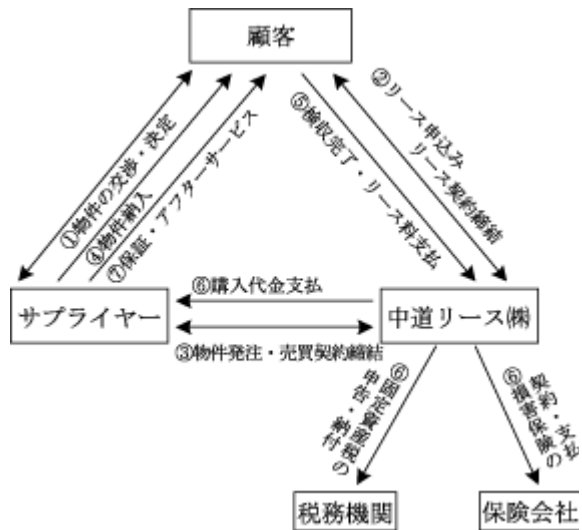 顧客
①物件の交渉・決定
④物件納入
⑦保証・アフターサービス
②リース申込み
リース契約締結
⑤検収完了・リース料支払
サプライヤー
⑥購入代金支払
③物件発注・売買契約締結
中道リース㈱
⑥固定資産税の
申告・納付
⑥損害保険の
契約・支払
税務機関
保険会社